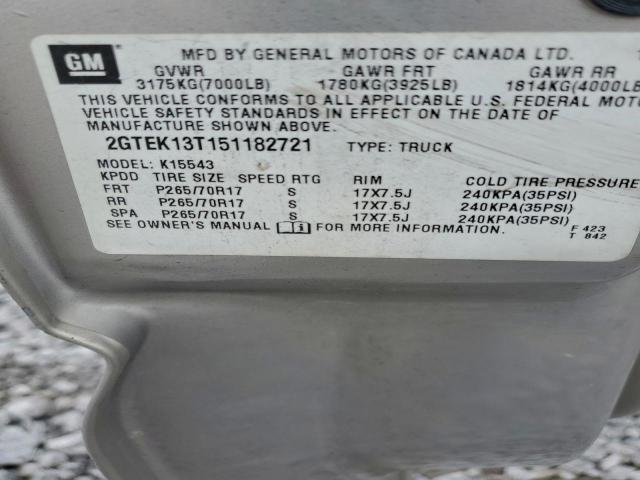 GM
MFD BY GENERAL MOTORS OF CANADA LTD.
GVWR GAWR FRT GAWR RR
3175KG(7000LB) 1780KG(3925LB) 1814KG(4000LB
THIS VEHICLE CONFORMS TO ALL APPLICABLE U.S. FEDERAL MOTOR
VEHICLE SAFETY STANDARDS IN EFFECT ON THE DATE OF
MANUFACTURE SHOWN ABOVE.
2GTEK13T151182721 TYPE: TRUCK
MODEL: K15543
KPDD TIRE SIZE SPEED RTG RIM COLD TIRE PRESSURE
FRT P265/70R17 S 17X7.5J 240KPA(35PSI)
RR P265/70R17 S 17X7.5J 240KPA(35PSI)
SPA P265/70R17 S 17X7.5J 240KPA(35PSI)
SEE OWNER'S MANUAL FOR MORE INFORMATION.
F 423
T 842